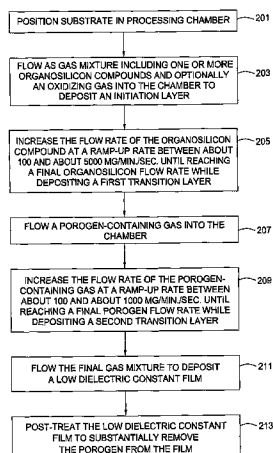 POSITION SUBSTRATE IN PROCESSING CHAMBER
201
FLOW AS GAS MIXTURE INCLUDING ONE OR MORE
ORGANOSILICON COMPOUNDS AND OPTIONALLY
AN OXIDIZING GAS INTO THE CHAMBER TO
DEPOSIT AN INITIATION LAYER
203
INCREASE THE FLOW RATE OF THE ORGANOSILICON
COMPOUND AT A RAMP-UP RATE BETWEEN ABOUT
100 AND ABOUT 5000 MG/MIN./SEC. UNTIL REACHING
A FINAL ORGANOSILICON FLOW RATE WHILE
DEPOSITING A FIRST TRANSITION LAYER
205
FLOW A POROGEN-CONTAINING GAS INTO THE
CHAMBER
207
INCREASE THE FLOW RATE OF THE POROGEN-
CONTAINING GAS AT A RAMP-UP RATE BETWEEN
ABOUT 100 AND ABOUT 1000 MG/MIN./SEC. UNTIL
REACHING A FINAL POROGEN FLOW RATE WHILE
DEPOSITING A SECOND TRANSITION LAYER
209
FLOW THE FINAL GAS MIXTURE TO DEPOSIT
A LOW DIELECTRIC CONSTANT FILM
211
POST-TREAT THE LOW DIELECTRIC CONSTANT
FILM TO SUBSTANTIALLY REMOVE
THE POROGEN FROM THE FILM
213